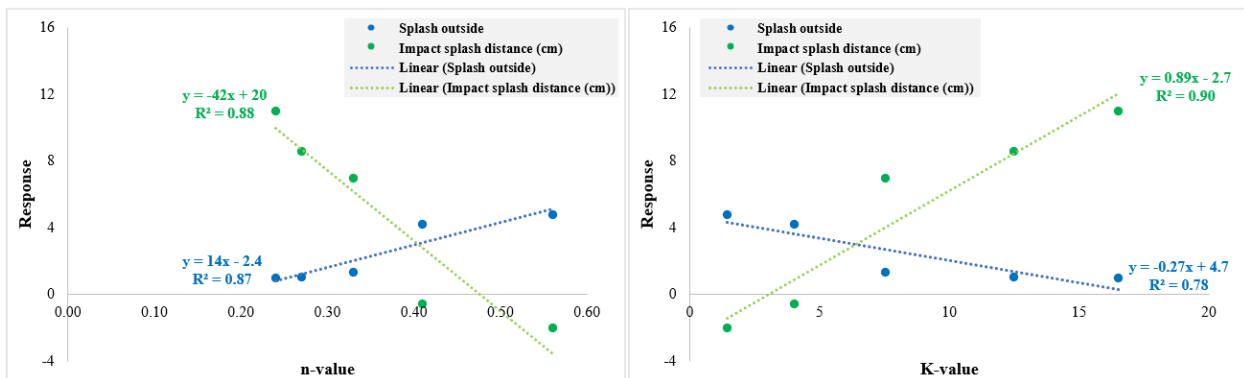 16
12
8
4
0
-4
Response
0.00
0.10
0.20
0.30
0.40
0.50
0.60
n-value
Splash outside
Impact splash distance (cm)
Linear (Splash outside)
Linear (Impact splash distance (cm))
y = -42x + 20
R² = 0.88
y = 14x - 2.4
R² = 0.87
16
12
8
4
0
-4
Response
0
5
10
15
20
K-value
Splash outside
Impact splash distance (cm)
Linear (Splash outside)
Linear (Impact splash distance (cm))
y = 0.89x - 2.7
R² = 0.90
y = -0.27x + 4.7
R² = 0.78